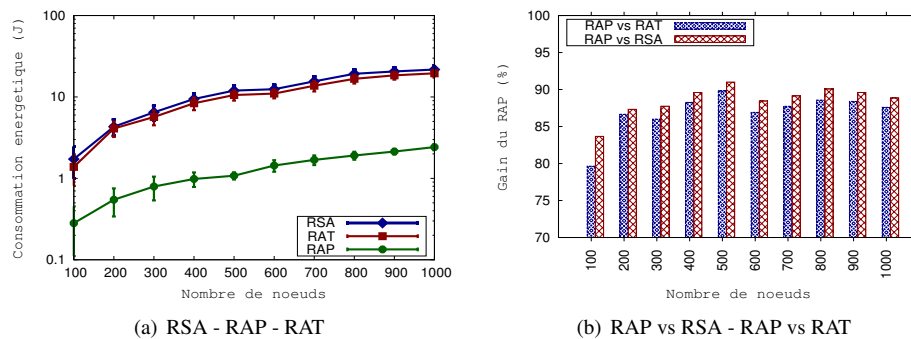 Consommation energetique (J)
100
10
1
0.1
RSA
RAT
RAP
100 200 300 400 500 600 700 800 900 1000
Nombre de noeuds
(a) RSA - RAP - RAT
Gain du RAP (%)
100
95
90
85
80
75
70
RAP vs RAT
RAP vs RSA
100 200 300 400 500 600 700 800 900 1000
Nombre de noeuds
(b) RAP vs RSA - RAP vs RAT